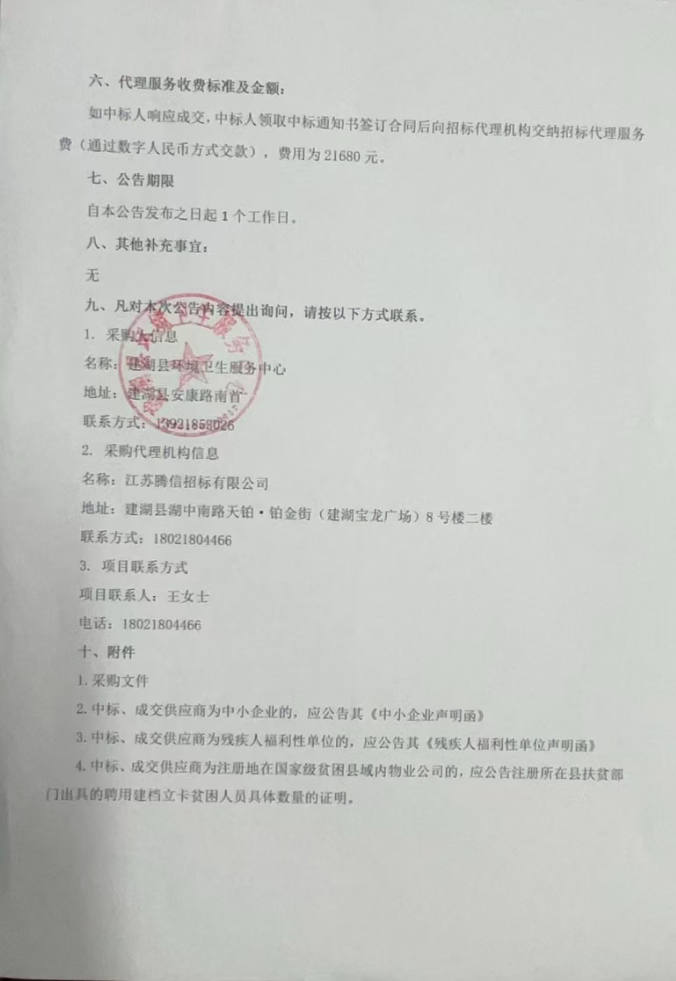 六、代理服务收费标准及金额：
如中标人响应成交，中标人领取中标通知书签订合同后向招标代理机构交纳招标代理服务
费（通过数字人民币方式交款），费用为 21680 元。
七、公告期限
自本公告发布之日起 1 个工作日。
八、其他补充事宜：
无
九、凡对本次公告内容提出询问，请按以下方式联系。
1. 采购人信息
名称：建湖县环境卫生服务中心
地址：建湖县安康路南首
联系方式：13921858026
2. 采购代理机构信息
名称：江苏腾信招标有限公司
地址：建湖县湖中南路天铂·铂金街（建湖宝龙广场）8 号楼二楼
联系方式：18021804466
3. 项目联系方式
项目联系人：王女士
电话：18021804466
十、附件
1.采购文件
2.中标、成交供应商为中小企业的，应公告其《中小企业声明函》
3.中标、成交供应商为残疾人福利性单位的，应公告其《残疾人福利性单位声明函》
4.中标、成交供应商为注册地在国家级贫困县域内物业公司的，应公告注册所在县扶贫部
门出具的聘用建档立卡贫困人员具体数量的证明。